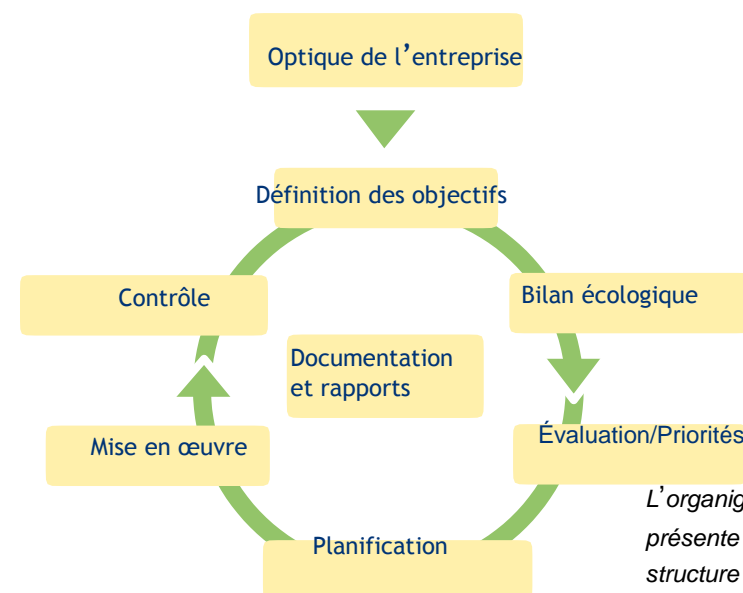 Optique de l’entreprise
Définition des objectifs
Contrôle
Bilan écologique
Documentation
et rapports
Mise en œuvre
Évaluation/Priorités
Planification
L’organig
présente
structure